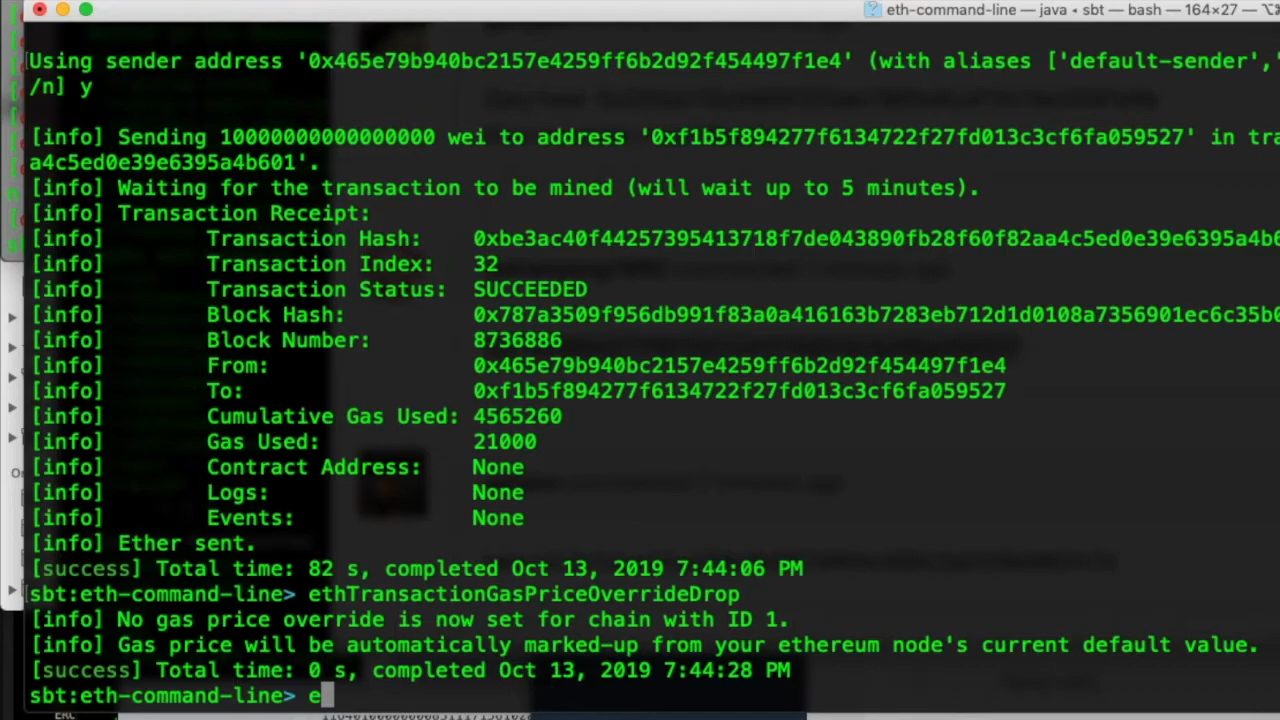 eth-command-line — java ◂ sbt — bash — 164×27 —
Using sender address '0x465e79b940bc2157e4259ff6b2d92f454497f1e4' (with aliases ['default-sender','
/n] y
[info] Sending 10000000000000000 wei to address '0xf1b5f894277f6134722f27fd013c3cf6fa059527' in tra
a4c5ed0e39e6395a4b601'.
[info] Waiting for the transaction to be mined (will wait up to 5 minutes).
[info] Transaction Receipt:
[info] Transaction Hash: 0xbe3ac40f44257395413718f7de043890fb28f60f82aa4c5ed0e39e6395a4b6
[info] Transaction Index: 32
[info] Transaction Status: SUCCEEDED
[info] Block Hash: 0x787a3509f956db991f83a0a416163b7283eb712d1d0108a7356901ec6c35b0
[info] Block Number: 8736886
[info] From: 0x465e79b940bc2157e4259ff6b2d92f454497f1e4
[info] To: 0xf1b5f894277f6134722f27fd013c3cf6fa059527
[info] Cumulative Gas Used: 4565260
[info] Gas Used: 21000
[info] Contract Address: None
[info] Logs: None
[info] Events: None
[info] Ether sent.
[success] Total time: 82 s, completed Oct 13, 2019 7:44:06 PM
sbt:eth-command-line> ethTransactionGasPriceOverrideDrop
[info] No gas price override is now set for chain with ID 1.
[info] Gas price will be automatically marked-up from your ethereum node's current default value.
[success] Total time: 0 s, completed Oct 13, 2019 7:44:28 PM
sbt:eth-command-line> e